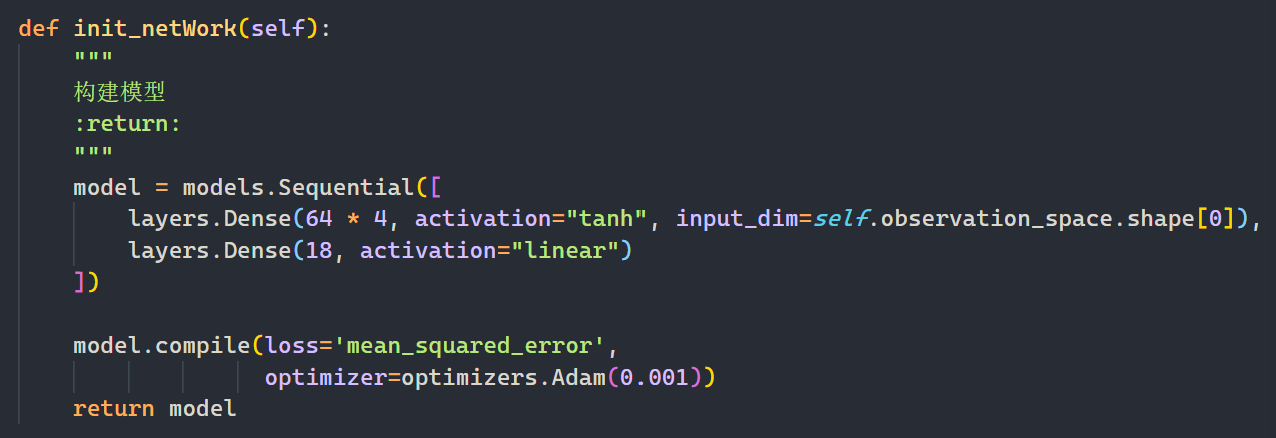 def init_netWork(self):
    """
    构建模型
    :return:
    """
    model = models.Sequential([
        layers.Dense(64 * 4, activation="tanh", input_dim=self.observation_space.shape[0]),
        layers.Dense(18, activation="linear")
    ])

    model.compile(loss='mean_squared_error',
                  optimizer=optimizers.Adam(0.001))
    return model